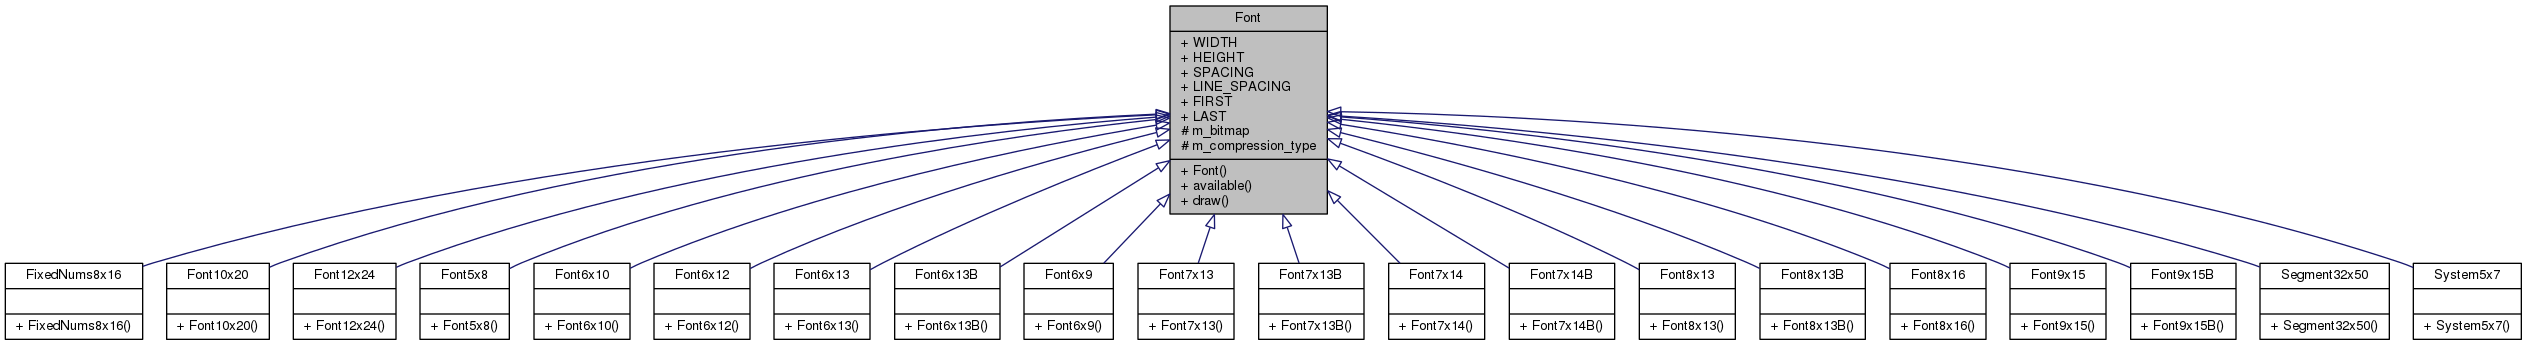 Font
+ WIDTH
+ HEIGHT
+ SPACING
+ LINE_SPACING
+ FIRST
+ LAST
# m_bitmap
# m_compression_type
+ Font()
+ available()
+ draw()
FixedNums8x16
+ FixedNums8x16()
Font10x20
+ Font10x20()
Font12x24
+ Font12x24()
Font5x8
+ Font5x8()
Font6x10
+ Font6x10()
Font6x12
+ Font6x12()
Font6x13
+ Font6x13()
Font6x13B
+ Font6x13B()
Font6x9
+ Font6x9()
Font7x13
+ Font7x13()
Font7x13B
+ Font7x13B()
Font7x14
+ Font7x14()
Font7x14B
+ Font7x14B()
Font8x13
+ Font8x13()
Font8x13B
+ Font8x13B()
Font8x16
+ Font8x16()
Font9x15
+ Font9x15()
Font9x15B
+ Font9x15B()
Segment32x50
+ Segment32x50()
System5x7
+ System5x7()